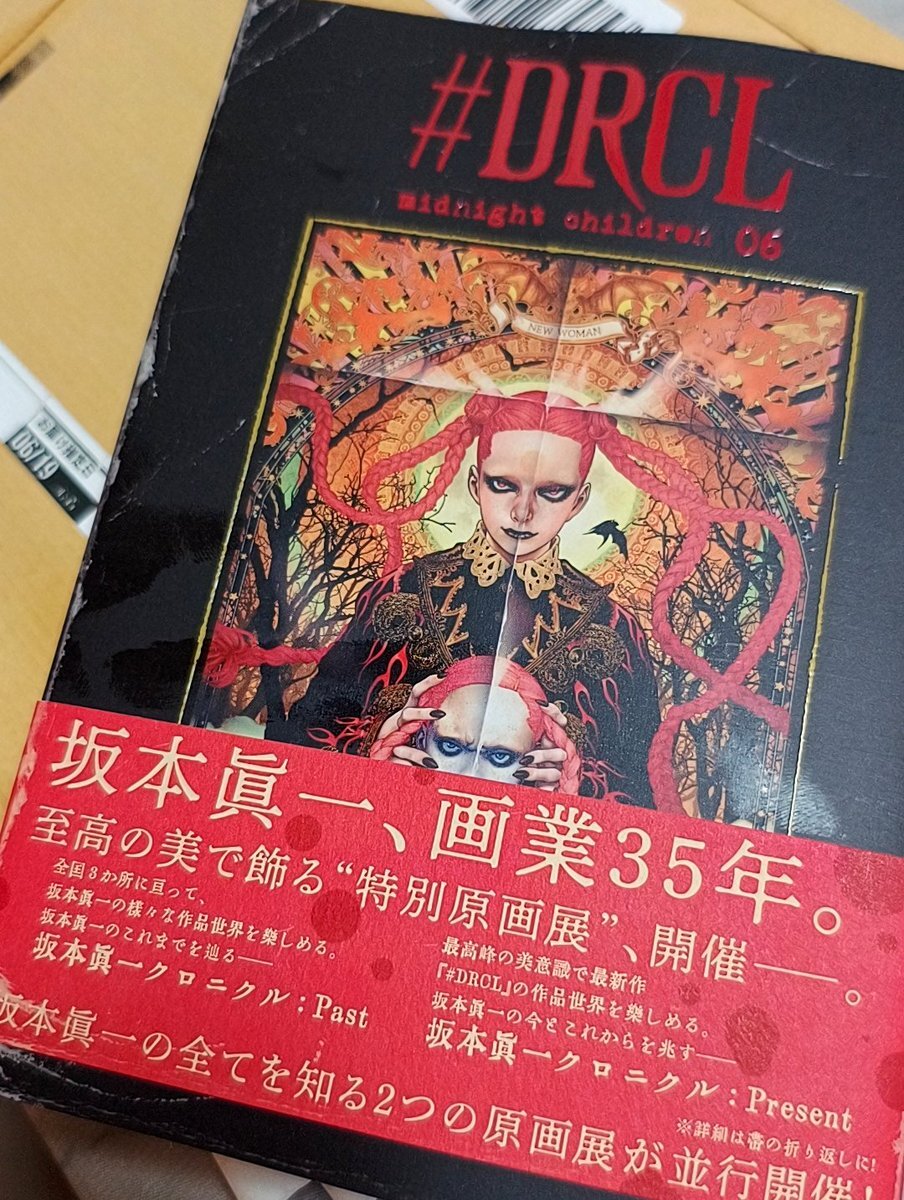 #DRCL
midnight children 06
NEW WOMAN
06/19
坂本眞一、画業35年。
至高の美で飾る“特別原画展”、開催――。
全国3か所に亘って、
坂本眞一の様々な作品世界を楽しめる。
坂本眞一のこれまでを辿る――
坂本眞一クロニクル：Past
最高峰の美意識で最新作
『#DRCL』の作品世界を楽しめる。
坂本眞一の今とこれからを兆す――
坂本眞一クロニクル：Present
※詳細は帯の折り返しに!
坂本眞一の全てを知る2つの原画展が並行開催!